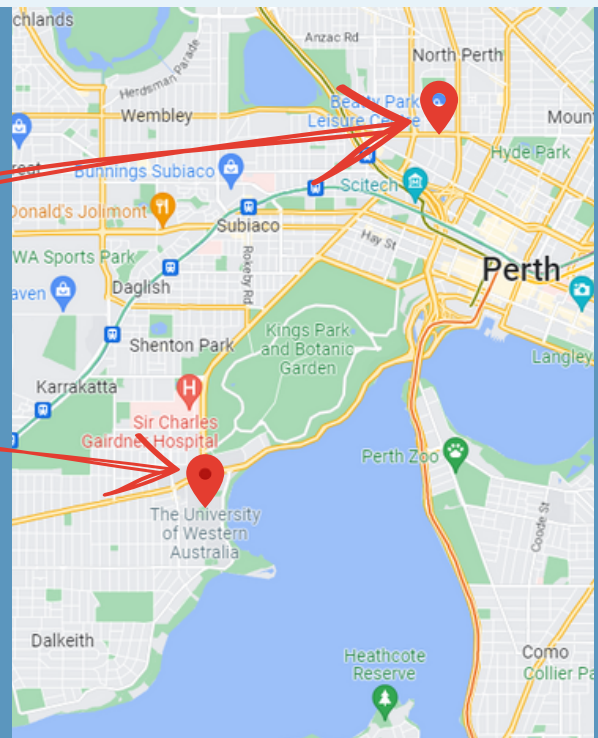 chlands
Anzac Rd
North Perth
Herdsman Parade
Beatty Park
Leisure Centre
Wembley
Mount
Hyde Park
Bunnings Subiaco
Scitech
Donald's Jolimont
Subiaco
Hay St
WA Sports Park
Rokeby Rd
Perth
aven
Daglish
Kings Park
and Botanic
Garden
Shenton Park
Langley
Karrakatta
H
Sir Charles
Gairdner Hospital
Perth Zoo
The University
of Western
Australia
Coode St
Dalkeith
Heathcote
Reserve
Como
Collier Pa